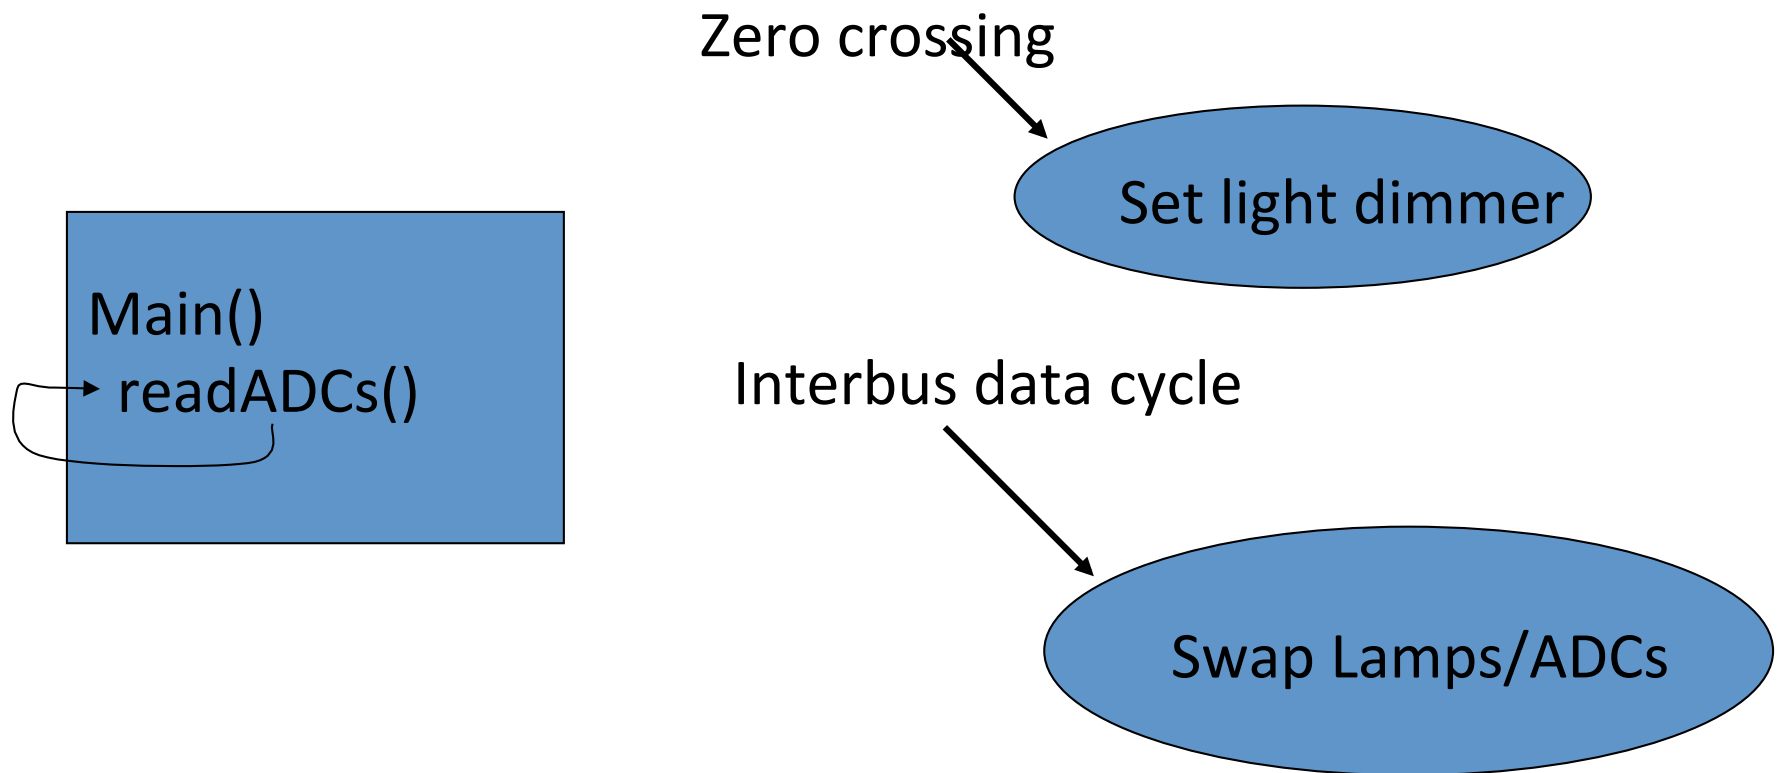 Zero crossing
Set light dimmer
Main()
readADCs()
Interbus data cycle
Swap Lamps/ADCs